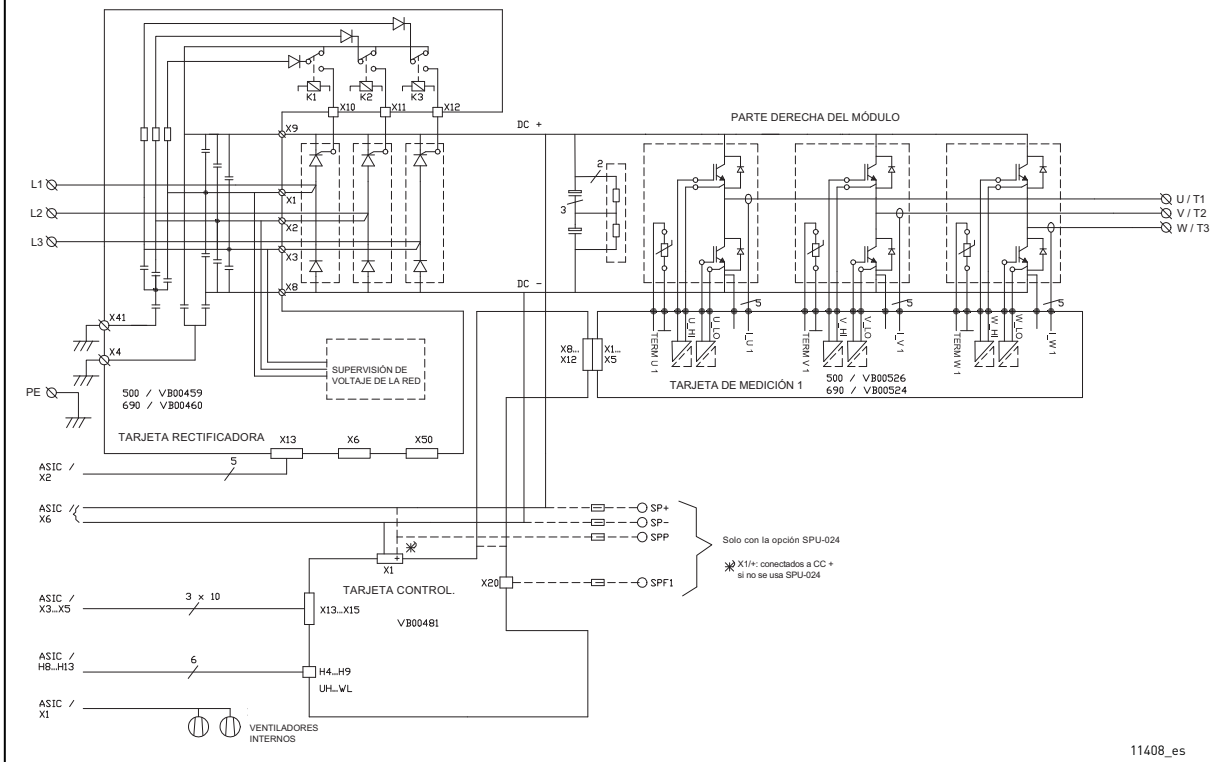 K1
K2
K3
X10
X11
X12
X9
DC +
PARTE DERECHA DEL MÓDULO
L1
X1
L2
X2
L3
X3
2
3
U / T1
V / T2
W / T3
X8
DC -
X41
X4
PE
500 / VB00459
690 / VB00460
SUPERVISIÓN DE
VOLTAJE DE LA RED
TARJETA RECTIFICADORA
X13
X6
X50
X8...
X12
X1...
X5
TERM U 1
U_HI
U_LO
I_U 1
5
TERM V 1
V_HI
V_LO
I_V 1
5
TERM W 1
W_HI
W_LO
I_W 1
5
TARJETA DE MEDICIÓN 1
500 / VB00526
690 / VB00524
ASIC /
X2
5
ASIC /
X6
SP+
SP-
SPP
SPF1
Solo con la opción SPU-024
X1/+: conectados a CC +
si no se usa SPU-024
+
X1
X20
TARJETA CONTROL.
VB00481
ASIC /
X3...X5
3 × 10
X13...X15
ASIC /
H8...H13
6
H4...H9
UH...WL
ASIC /
X1
VENTILADORES
INTERNOS
11408_es